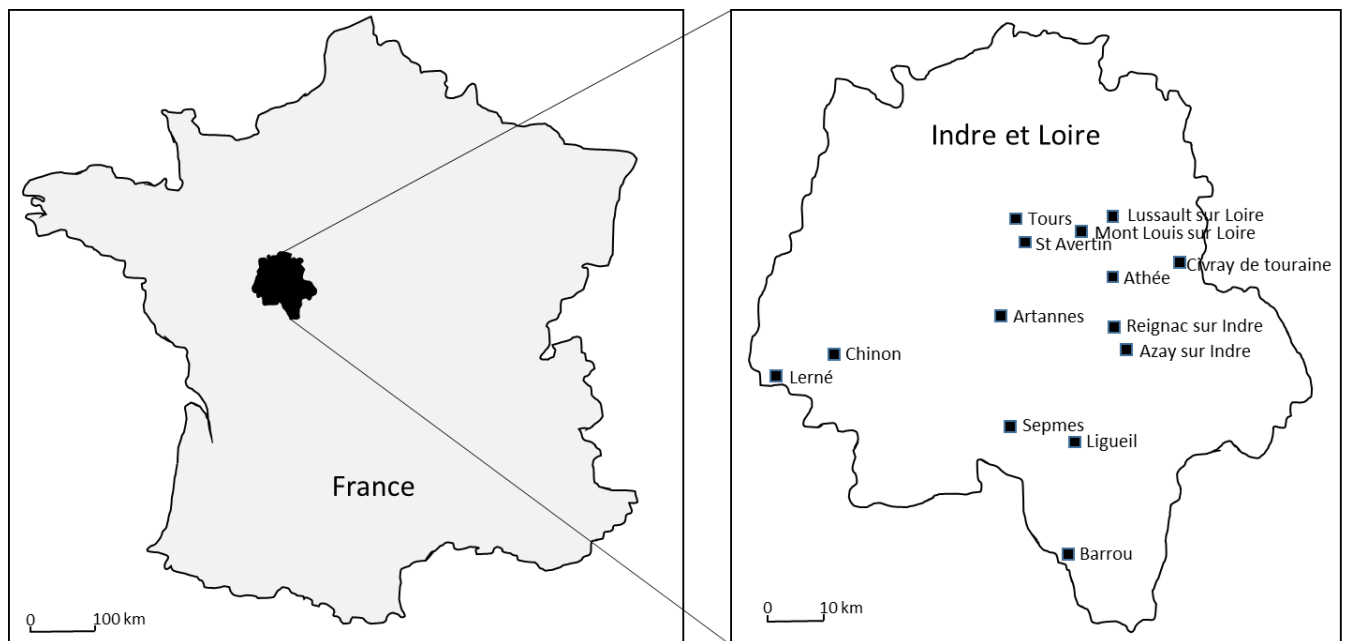 France
0 100 km
Indre et Loire
Tours
Lussault sur Loire
Mont Louis sur Loire
St Avertin
Civray de touraine
Athée
Artannes
Reignac sur Indre
Azay sur Indre
Chinon
Lerné
Sepmes
Ligueil
Barrou
0 10 km